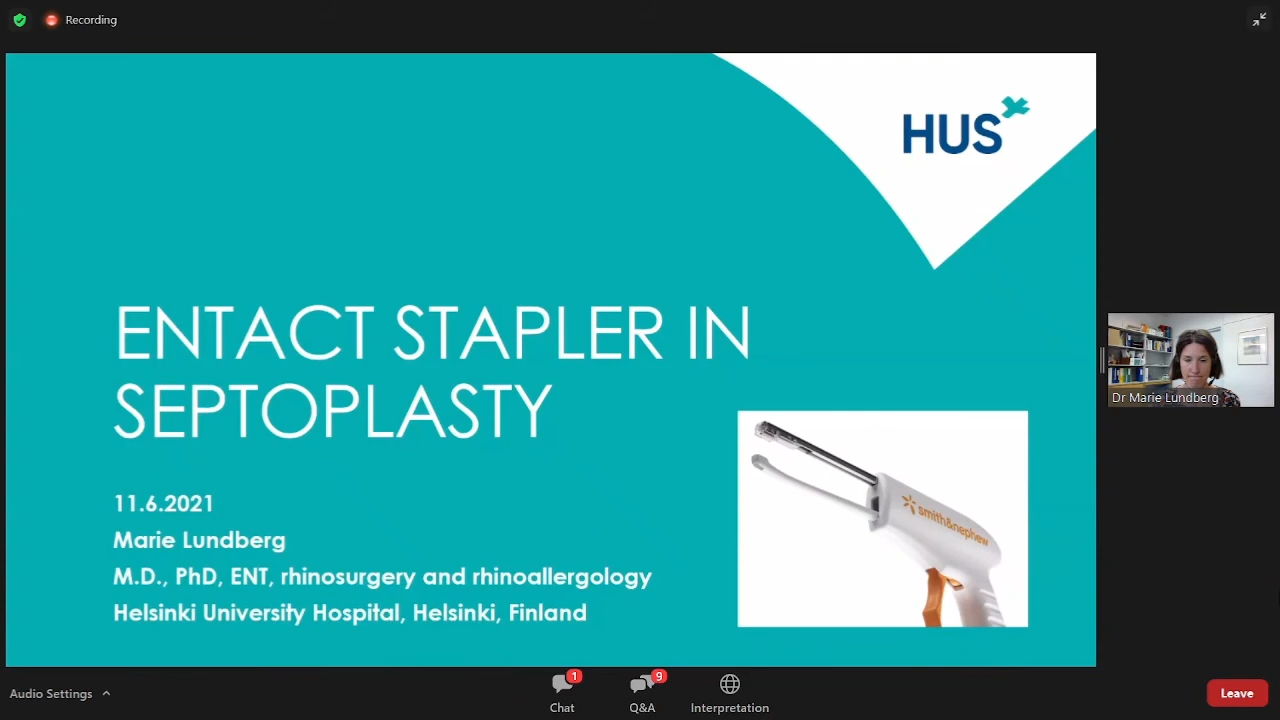 Recording
HUS
ENTACT STAPLER IN
SEPTOPLASTY
11.6.2021
Marie Lundberg
M.D., PhD, ENT, rhinosurgery and rhinoallergology
Helsinki University Hospital, Helsinki, Finland
smith&nephew
Dr Marie Lundberg
Audio Settings
1
Chat
9
Q&A
Interpretation
Leave